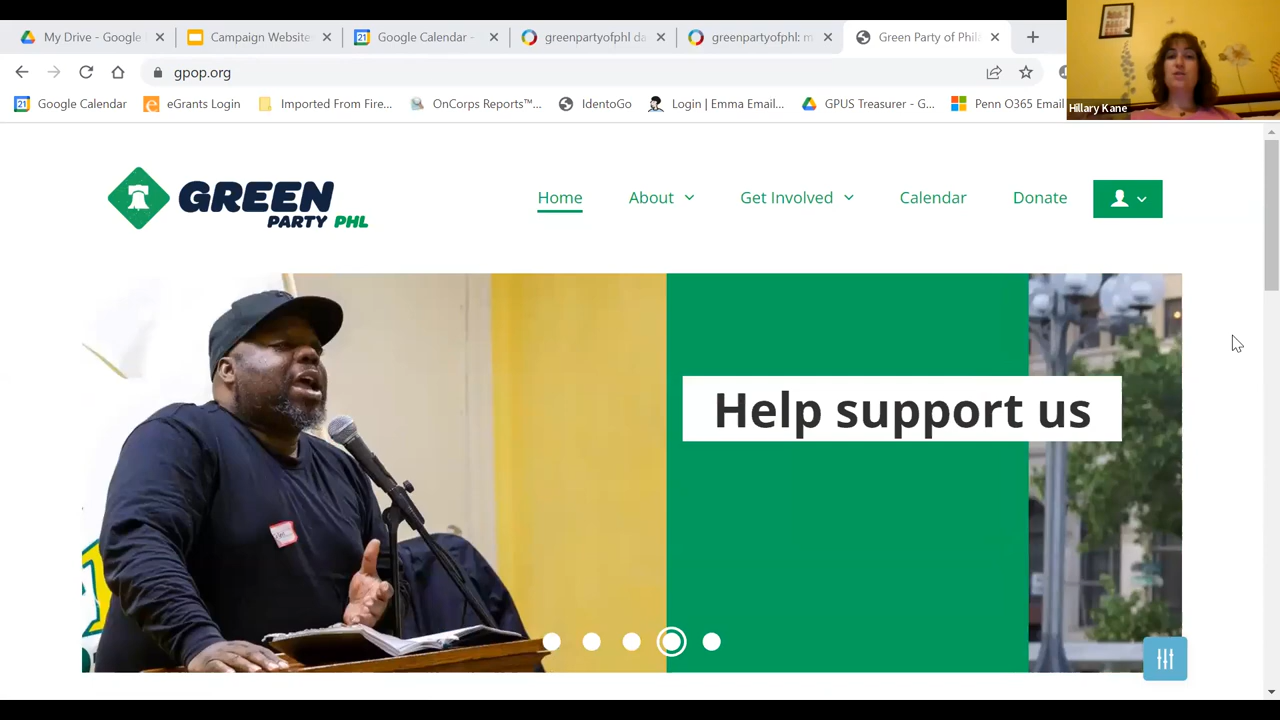 My Drive - Google
Campaign Website
Google Calendar -
greenpartyofphl da
greenpartyofphl: m
Green Party of Phil
gpop.org
Google Calendar
eGrants Login
Imported From Fire...
OnCorps Reports™...
IdentoGo
Login | Emma Email...
GPUS Treasurer - G...
Penn O365 Email
Hillary Kane
GREEN
PARTY PHL
Home
About
Get Involved
Calendar
Donate
Help support us